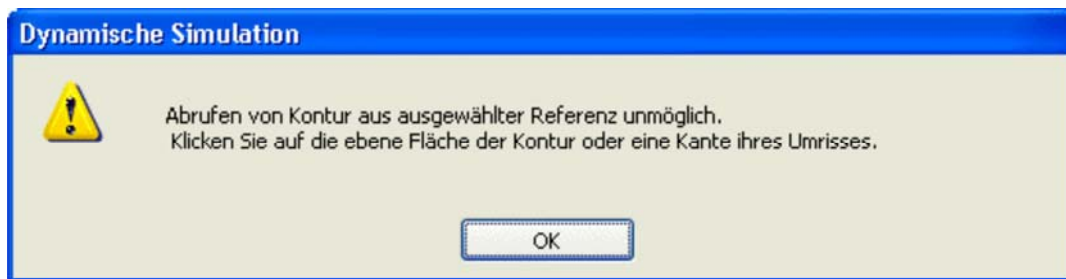 Dynamische Simulation
Abrufen von Kontur aus ausgewählter Referenz unmöglich.
Klicken Sie auf die ebene Fläche der Kontur oder eine Kante ihres Umrisses.
OK